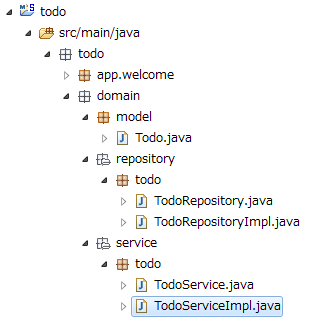 todo
src/main/java
todo
app.welcome
domain
model
Todo.java
repository
todo
TodoRepository.java
TodoRepositoryImpl.java
service
todo
TodoService.java
TodoServiceImpl.java